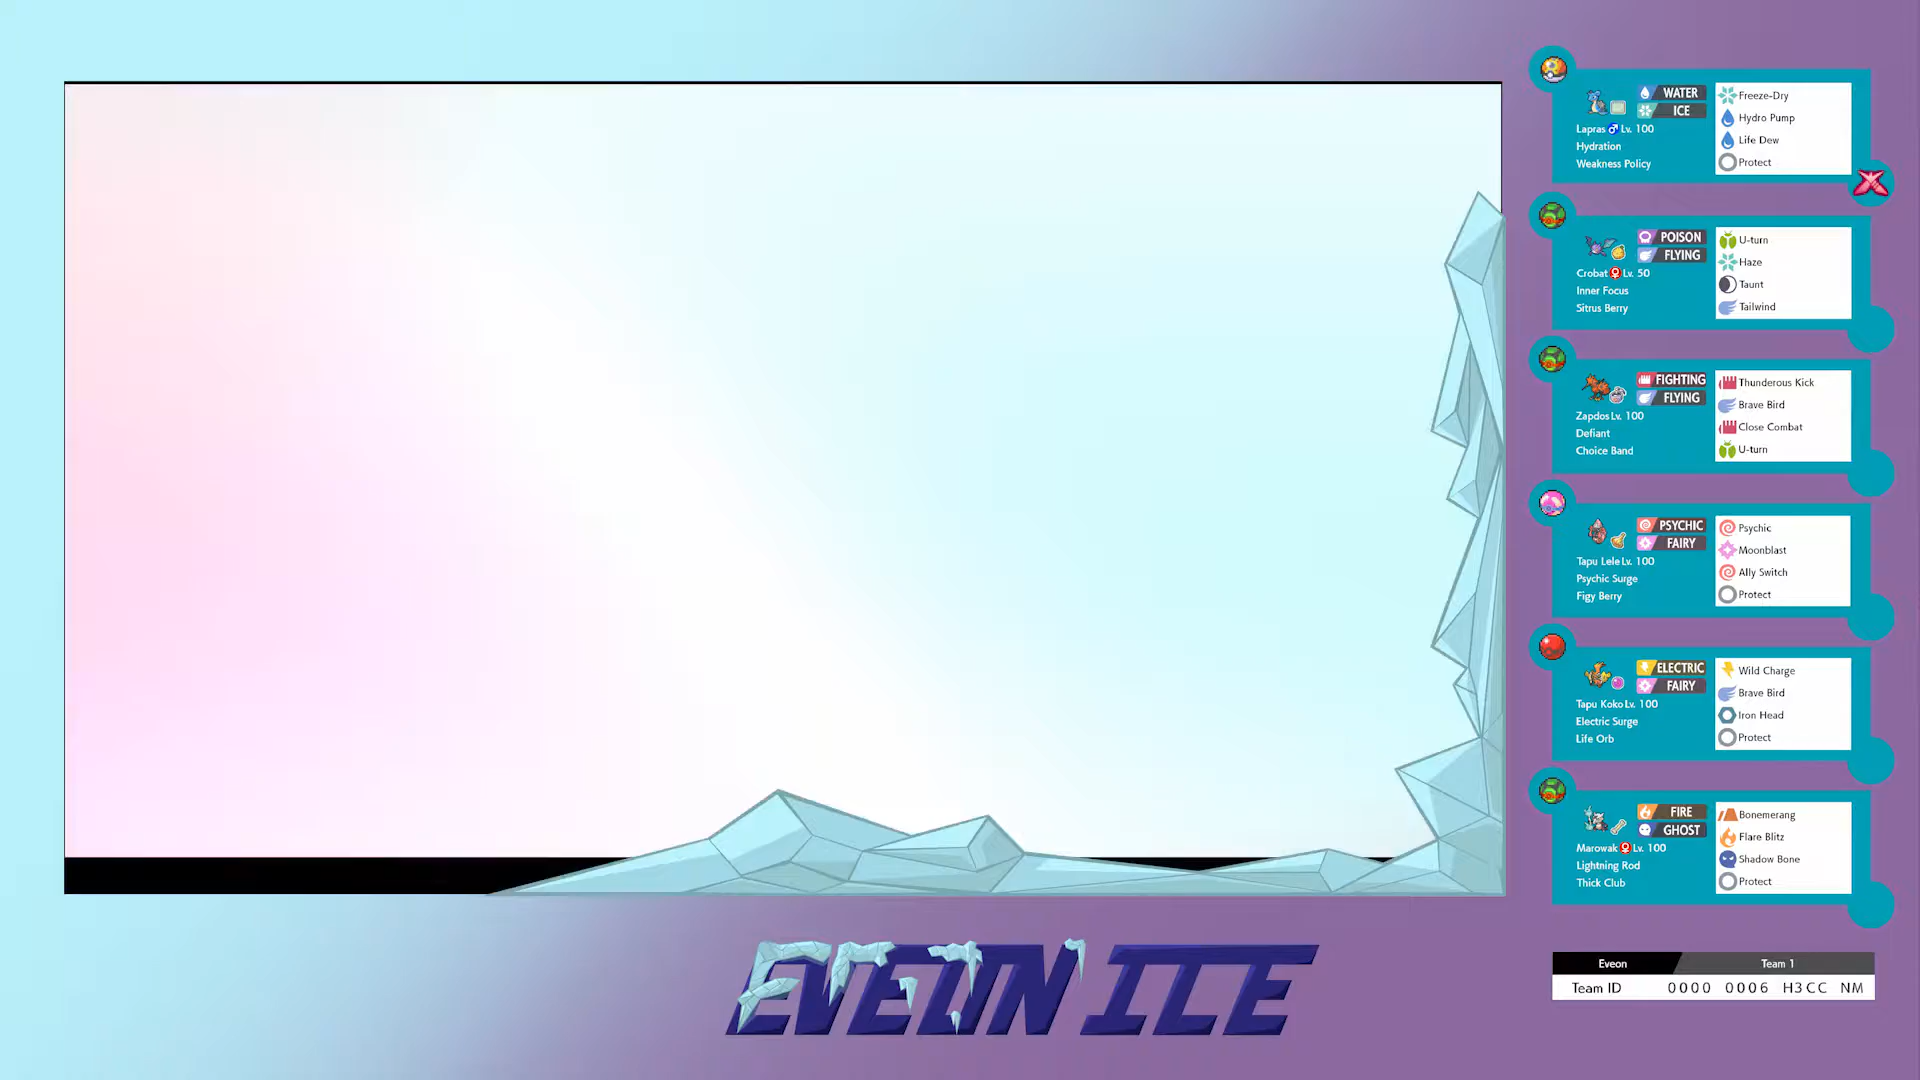 WATER
ICE
Lapras ♂ Lv. 100
Hydration
Weakness Policy
Freeze-Dry
Hydro Pump
Life Dew
Protect
POISON
FLYING
Crobat ♀ Lv. 50
Inner Focus
Sitrus Berry
U-turn
Haze
Taunt
Tailwind
FIGHTING
FLYING
Zapdos Lv. 100
Defiant
Choice Band
Thunderous Kick
Brave Bird
Close Combat
U-turn
PSYCHIC
FAIRY
Tapu Lele Lv. 100
Psychic Surge
Figy Berry
Psychic
Moonblast
Ally Switch
Protect
ELECTRIC
FAIRY
Tapu Koko Lv. 100
Electric Surge
Life Orb
Wild Charge
Brave Bird
Iron Head
Protect
FIRE
GHOST
Marowak ♀ Lv. 100
Lightning Rod
Thick Club
Bonemerang
Flare Blitz
Shadow Bone
Protect
EVEON ICE
Eveon Team 1
Team ID 0000 0006 H3CC NM